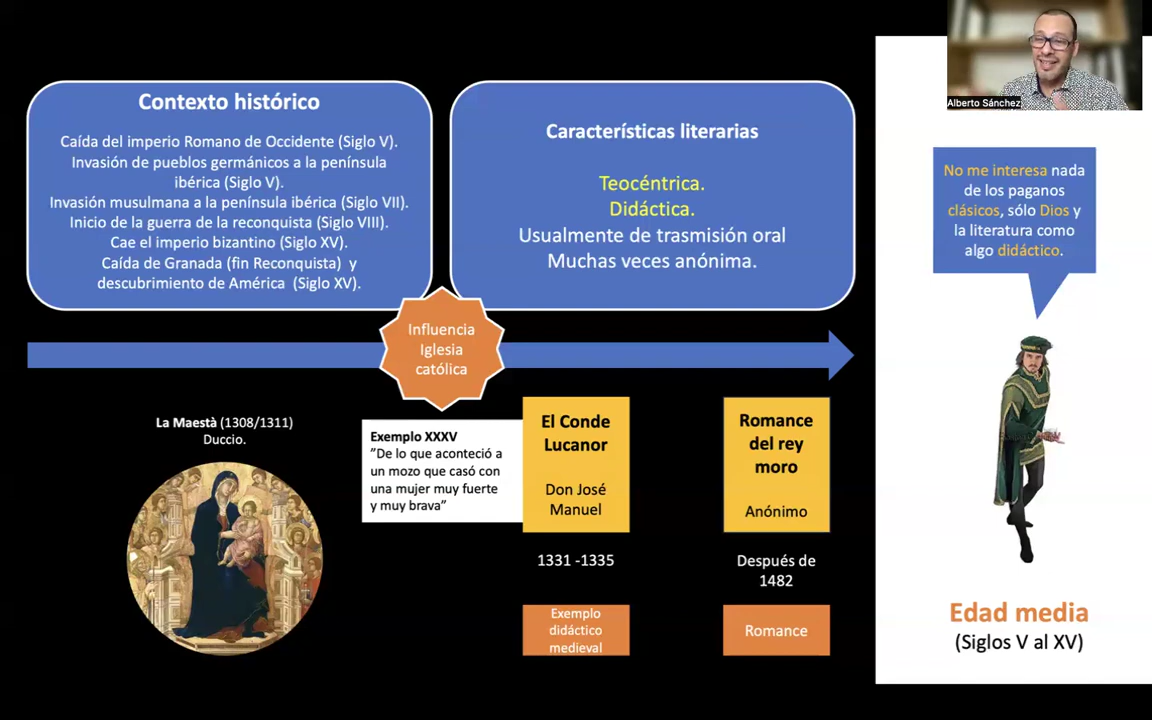 Alberto Sánchez
Contexto histórico
Caída del imperio Romano de Occidente (Siglo V).
Invasión de pueblos germánicos a la península
ibérica (Siglo V).
Invasión musulmana a la península ibérica (Siglo VII).
Inicio de la guerra de la reconquista (Siglo VIII).
Cae el imperio bizantino (Siglo XV).
Caída de Granada (fin Reconquista) y
descubrimiento de América (Siglo XV).
Características literarias
Teocéntrica.
Didáctica.
Usualmente de trasmisión oral
Muchas veces anónima.
Influencia
Iglesia
católica
La Maestà (1308/1311)
Duccio.
Exemplo XXXV
”De lo que aconteció a
un mozo que casó con
una mujer muy fuerte
y muy brava”
El Conde
Lucanor
Don José
Manuel
1331 -1335
Exemplo
didáctico
medieval
Romance
del rey
moro
Anónimo
Después de
1482
Romance
No me interesa nada
de los paganos
clásicos, sólo Dios y
la literatura como
algo didáctico.
Edad media
(Siglos V al XV)